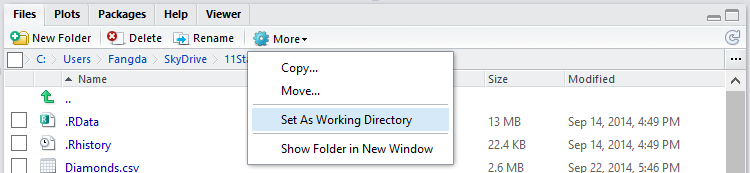 Files Plots Packages Help Viewer
New Folder Delete Rename More
C: Users Fangda SkyDrive
Name Size Modified
Copy...
Move...
Set As Working Directory
Show Folder in New Window
..
.RData 13 MB Sep 14, 2014, 4:49 PM
.Rhistory 22.4 KB Sep 14, 2014, 4:49 PM
Diamonds.csv 2.6 MB Sep 22, 2014, 5:46 PM